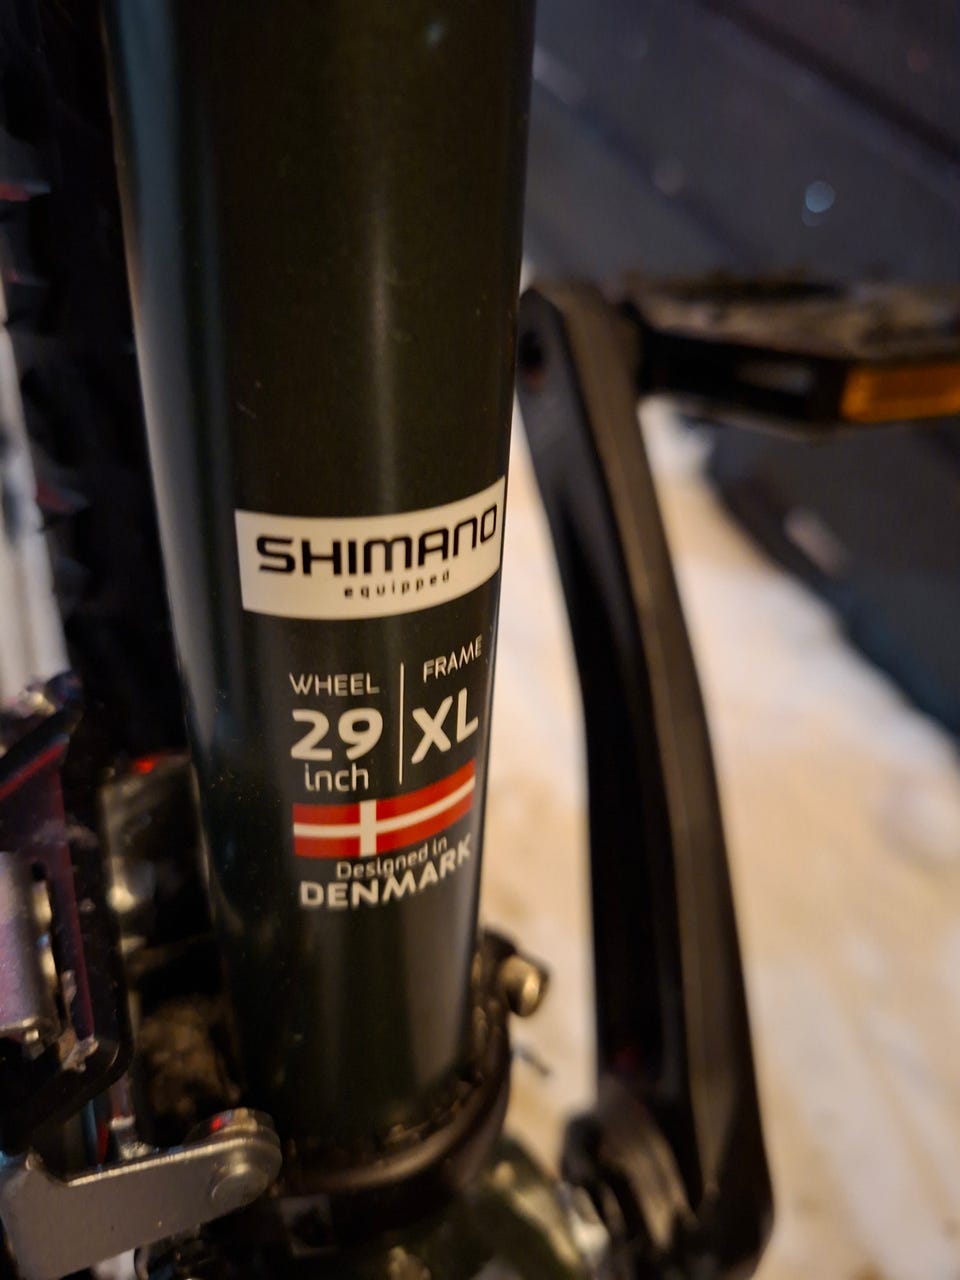 SHIMANO
equipped
WHEEL FRAME
29 XL
inch
Designed in
DENMARK